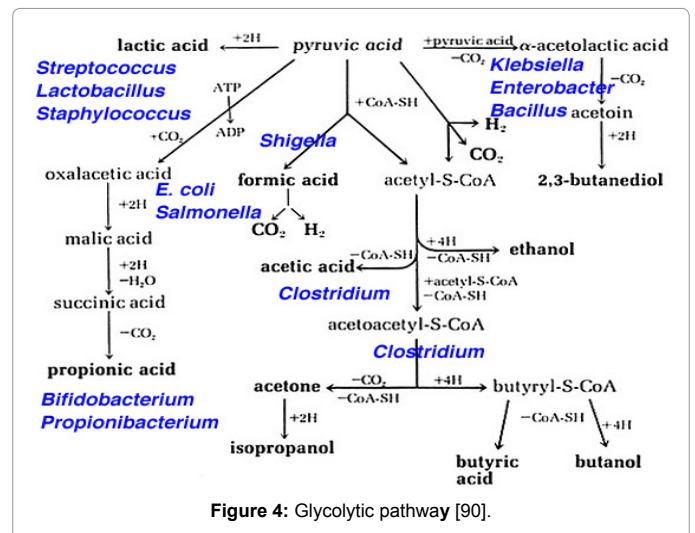 lactic acid +2H pyruvic acid +pyruvic acid α-acetolactic acid
−CO₂
Streptococcus
Lactobacillus
Staphylococcus
Klebsiella
Enterobacter
Bacillus
−CO₂
acetoin
+2H
2,3-butanediol
ATP
ADP
+CO₂
+CoA-SH
H₂
CO₂
Shigella
oxalacetic acid
formic acid
acetyl-S-CoA
E. coli
Salmonella
CO₂ H₂
+2H
malic acid
+2H
−H₂O
succinic acid
−CO₂
propionic acid
Bifidobacterium
Propionibacterium
+4H
−CoA-SH
ethanol
−CoA-SH
acetic acid
Clostridium
+acetyl-S-CoA
−CoA-SH
acetoacetyl-S-CoA
Clostridium
acetone −CO₂ +4H butyryl-S-CoA
−CoA-SH
+2H
isopropanol
−CoA-SH
+4H
butyric
acid
butanol
Figure 4: Glycolytic pathway [90].